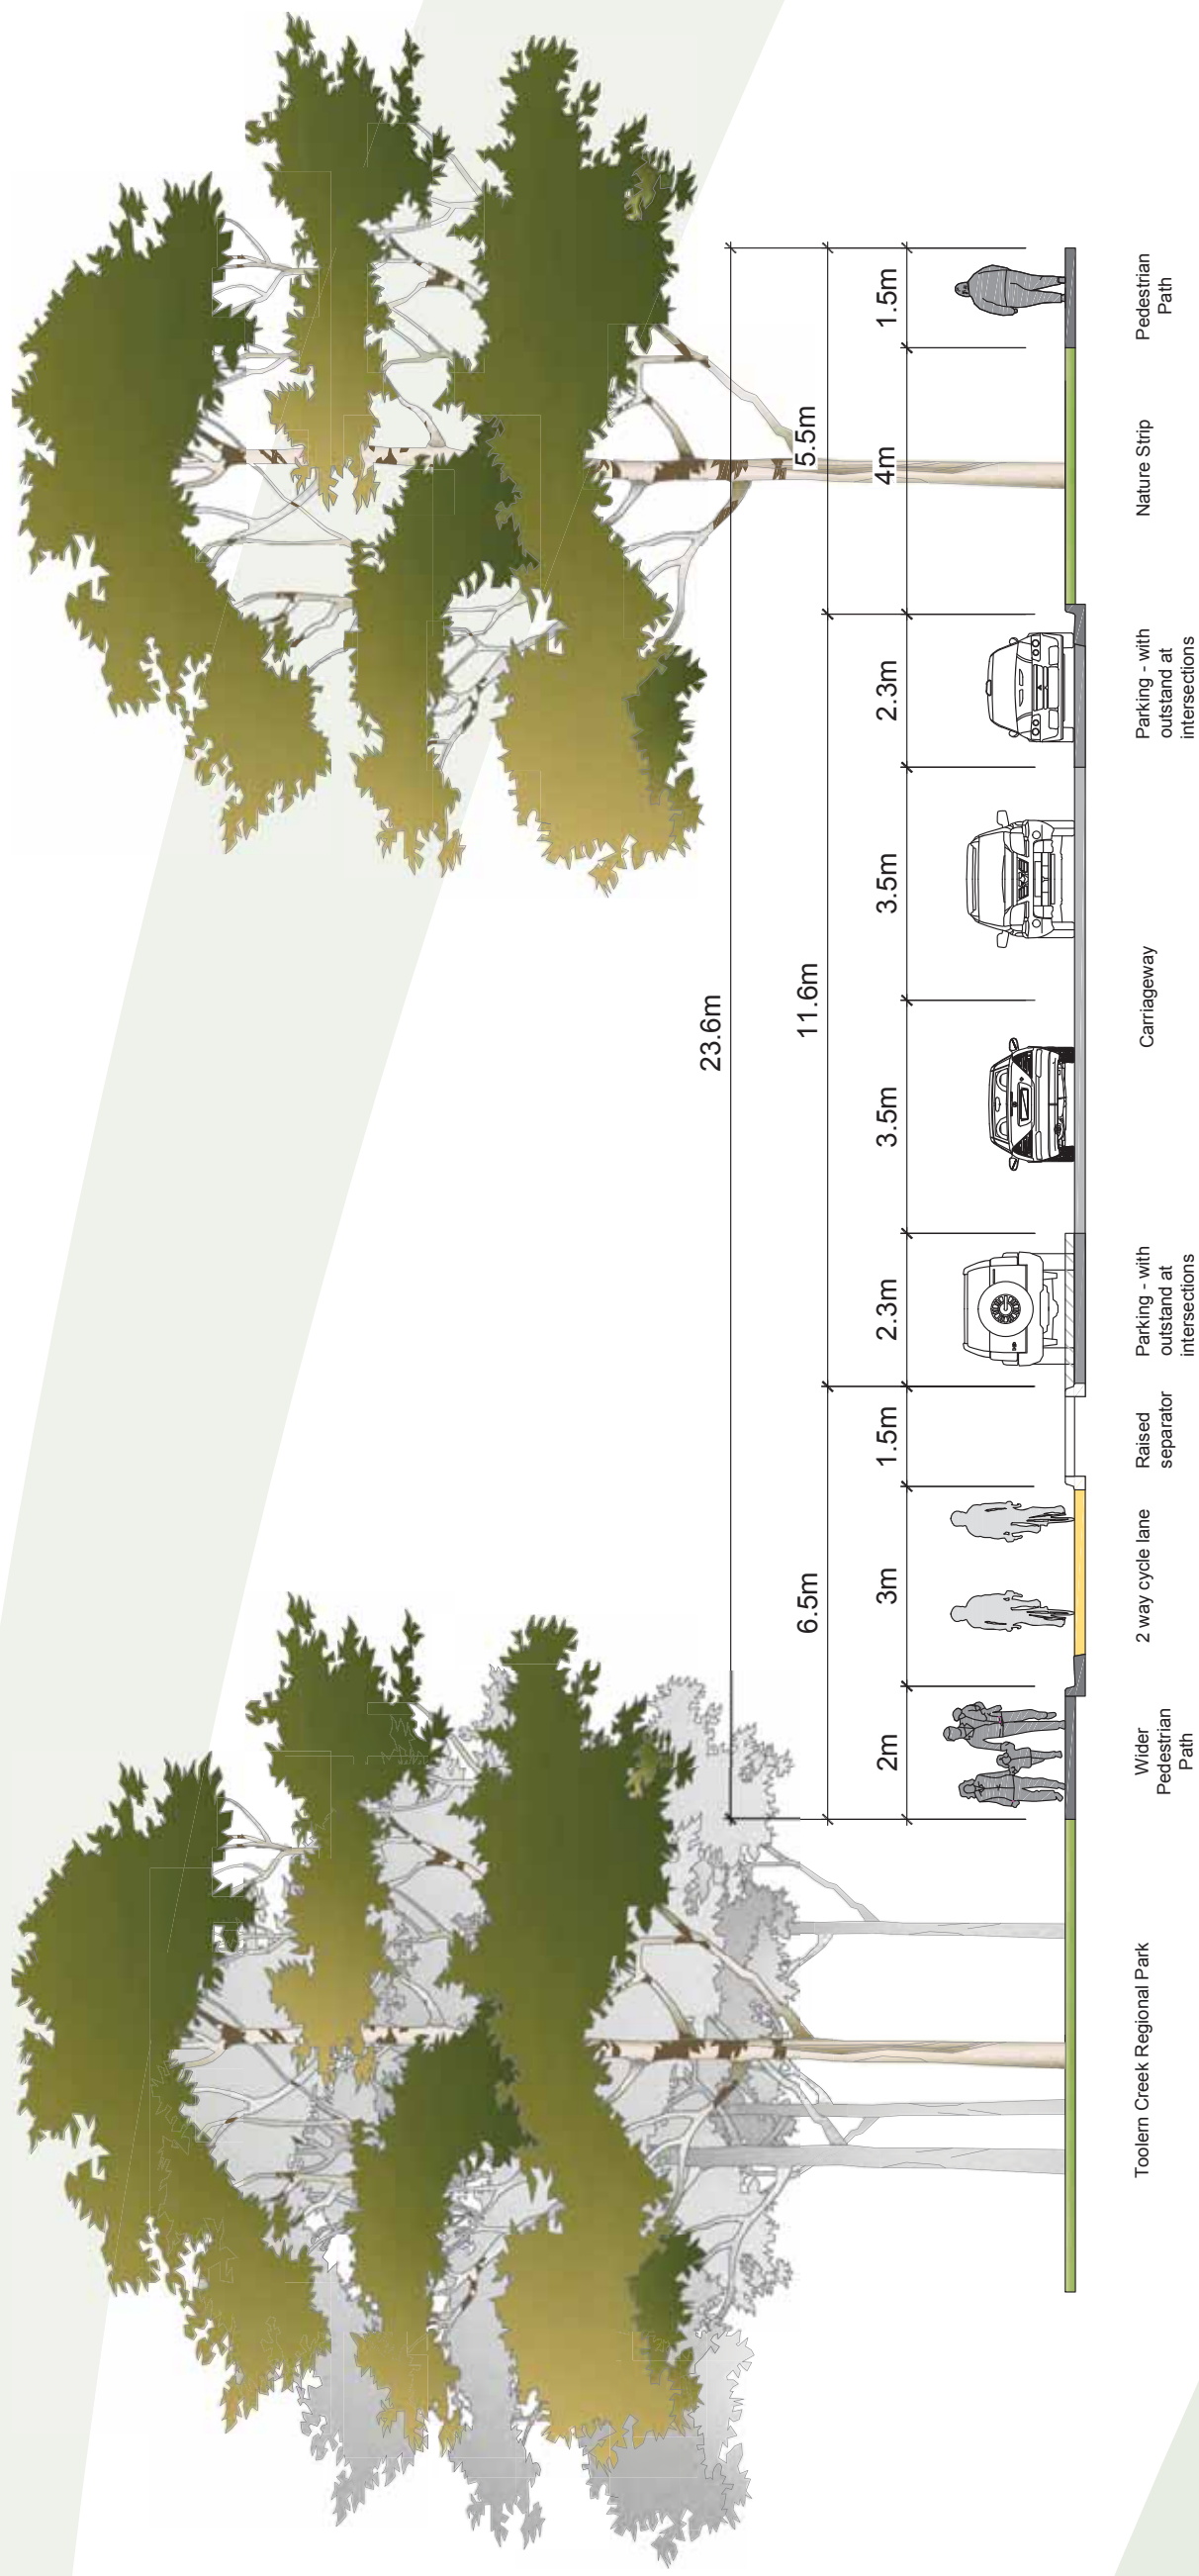 23.6m
6.5m
11.6m
5.5m
2m
3m
1.5m
2.3m
3.5m
3.5m
2.3m
4m
1.5m
Toolern Creek Regional Park
Wider
Pedestrian
Path
2 way cycle lane
Raised
separator
Parking - with
outstand at
intersections
Carriageway
Parking - with
outstand at
intersections
Nature Strip
Pedestrian
Path